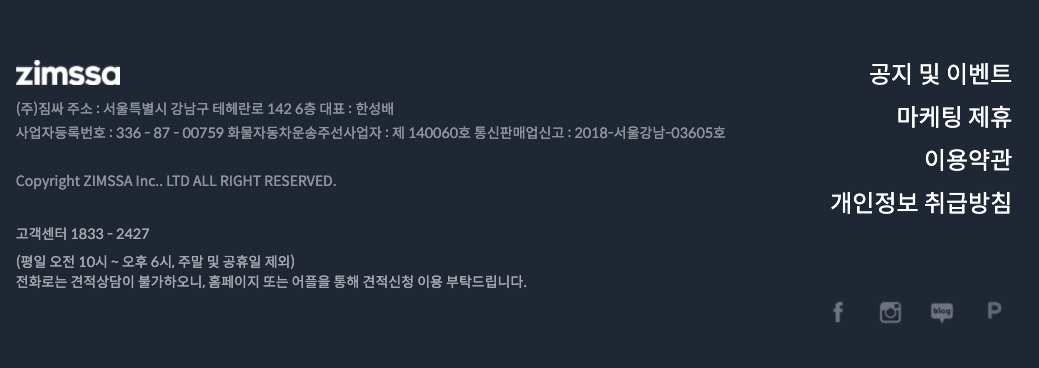 zimssa
(주)짐싸 주소 : 서울특별시 강남구 테헤란로 142 6층 대표 : 한성배
사업자등록번호 : 336 - 87 - 00759 화물자동차운송주선사업자 : 제 140060호 통신판매업신고 : 2018-서울강남-03605호
Copyright ZIMSSA Inc.. LTD ALL RIGHT RESERVED.
고객센터 1833 - 2427
(평일 오전 10시 ~ 오후 6시, 주말 및 공휴일 제외)
전화로는 견적상담이 불가하오니, 홈페이지 또는 어플을 통해 견적신청 이용 부탁드립니다.
공지 및 이벤트
마케팅 제휴
이용약관
개인정보 취급방침
f
blog
P